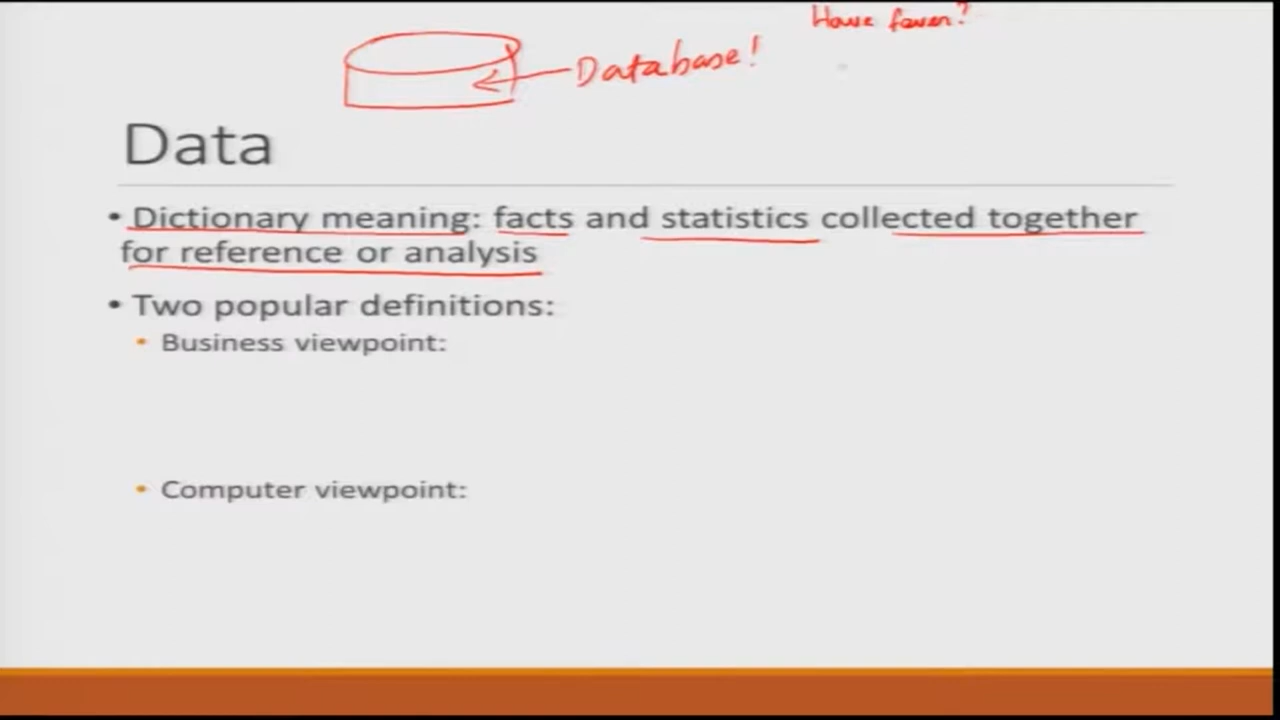 Have fever?
Database!
Data
• Dictionary meaning: facts and statistics collected together
for reference or analysis
• Two popular definitions:
• Business viewpoint:
• Computer viewpoint: